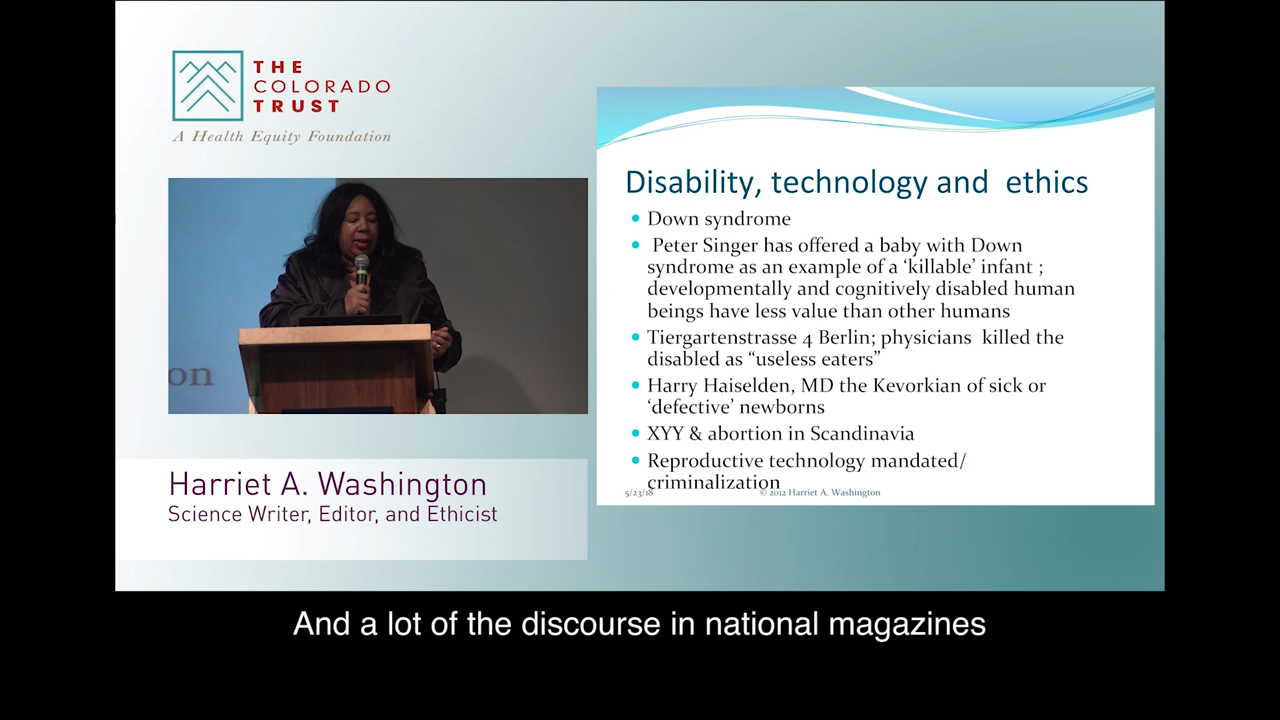 THE
COLORADO
TRUST
A Health Equity Foundation
on
Harriet A. Washington
Science Writer, Editor, and Ethicist
Disability, technology and ethics
Down syndrome
Peter Singer has offered a baby with Down
syndrome as an example of a ‘killable’ infant ;
developmentally and cognitively disabled human
beings have less value than other humans
Tiergartenstrasse 4 Berlin; physicians killed the
disabled as “useless eaters”
Harry Haiselden, MD the Kevorkian of sick or
‘defective’ newborns
XYY & abortion in Scandinavia
Reproductive technology mandated/
criminalization
5/23/18 © 2012 Harriet A. Washington
And a lot of the discourse in national magazines